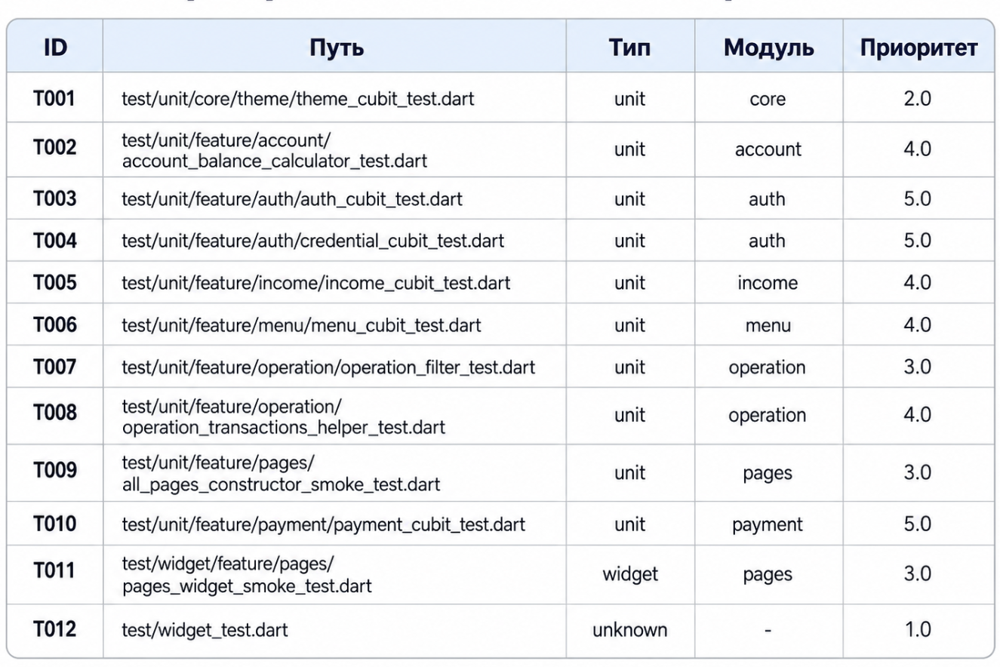 ID Путь Тип Модуль Приоритет
T001 test/unit/core/theme/theme_cubit_test.dart unit core 2.0
T002 test/unit/feature/account/
account_balance_calculator_test.dart unit account 4.0
T003 test/unit/feature/auth/auth_cubit_test.dart unit auth 5.0
T004 test/unit/feature/auth/credential_cubit_test.dart unit auth 5.0
T005 test/unit/feature/income/income_cubit_test.dart unit income 4.0
T006 test/unit/feature/menu/menu_cubit_test.dart unit menu 4.0
T007 test/unit/feature/operation/operation_filter_test.dart unit operation 3.0
T008 test/unit/feature/operation/
operation_transactions_helper_test.dart unit operation 4.0
T009 test/unit/feature/pages/
all_pages_constructor_smoke_test.dart unit pages 3.0
T010 test/unit/feature/payment/payment_cubit_test.dart unit payment 5.0
T011 test/widget/feature/pages/
pages_widget_smoke_test.dart widget pages 3.0
T012 test/widget_test.dart unknown - 1.0